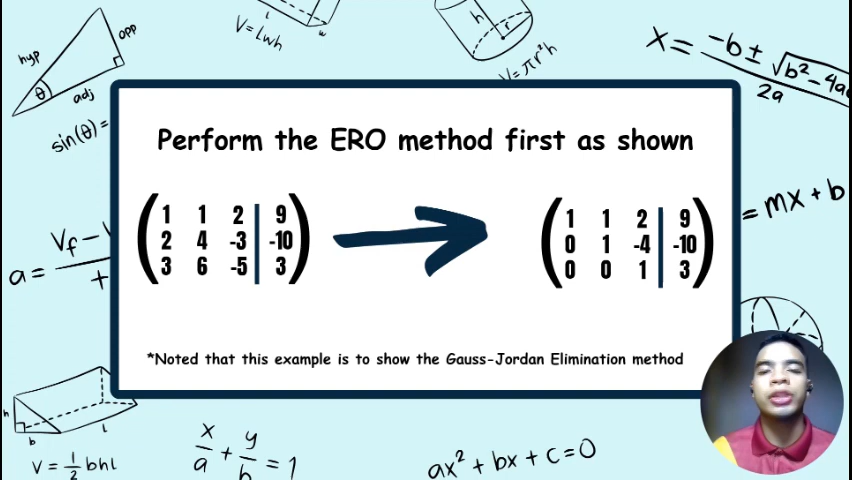 hyp
opp
θ
adj
sin(θ)=
V=Lwh
l
w
h
r
V=πr²h
x= -b ± √b²-4ac
2a
Perform the ERO method first as shown
1 1 2 | 9
2 4 -3 | -10
3 6 -5 | 3
1 1 2 | 9
0 1 -4 | -10
0 0 1 | 3
*Noted that this example is to show the Gauss-Jordan Elimination method
a = Vf -
t
= mx + b
h
b
l
V = 1/2 bhl
x/a + y/b = 1
ax² + bx + c = 0